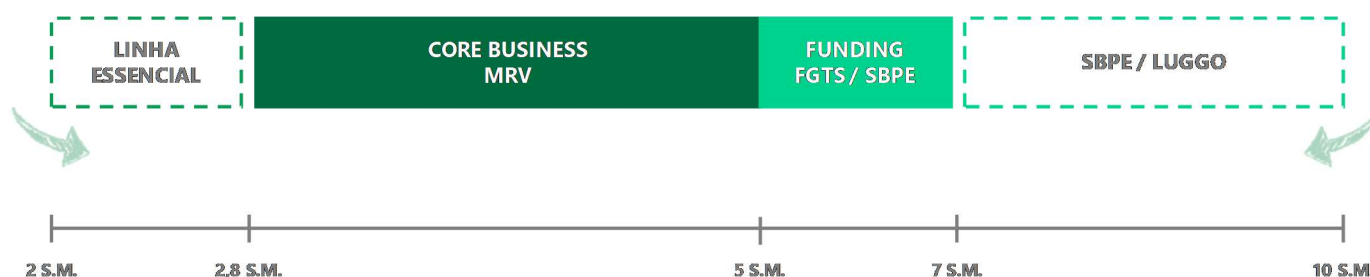 LINHA
ESSENCIAL
CORE BUSINESS
MRV
FUNDING
FGTS / SBPE
SBPE / LUGGO
2 S.M.
2,8 S.M.
5 S.M.
7 S.M.
10 S.M